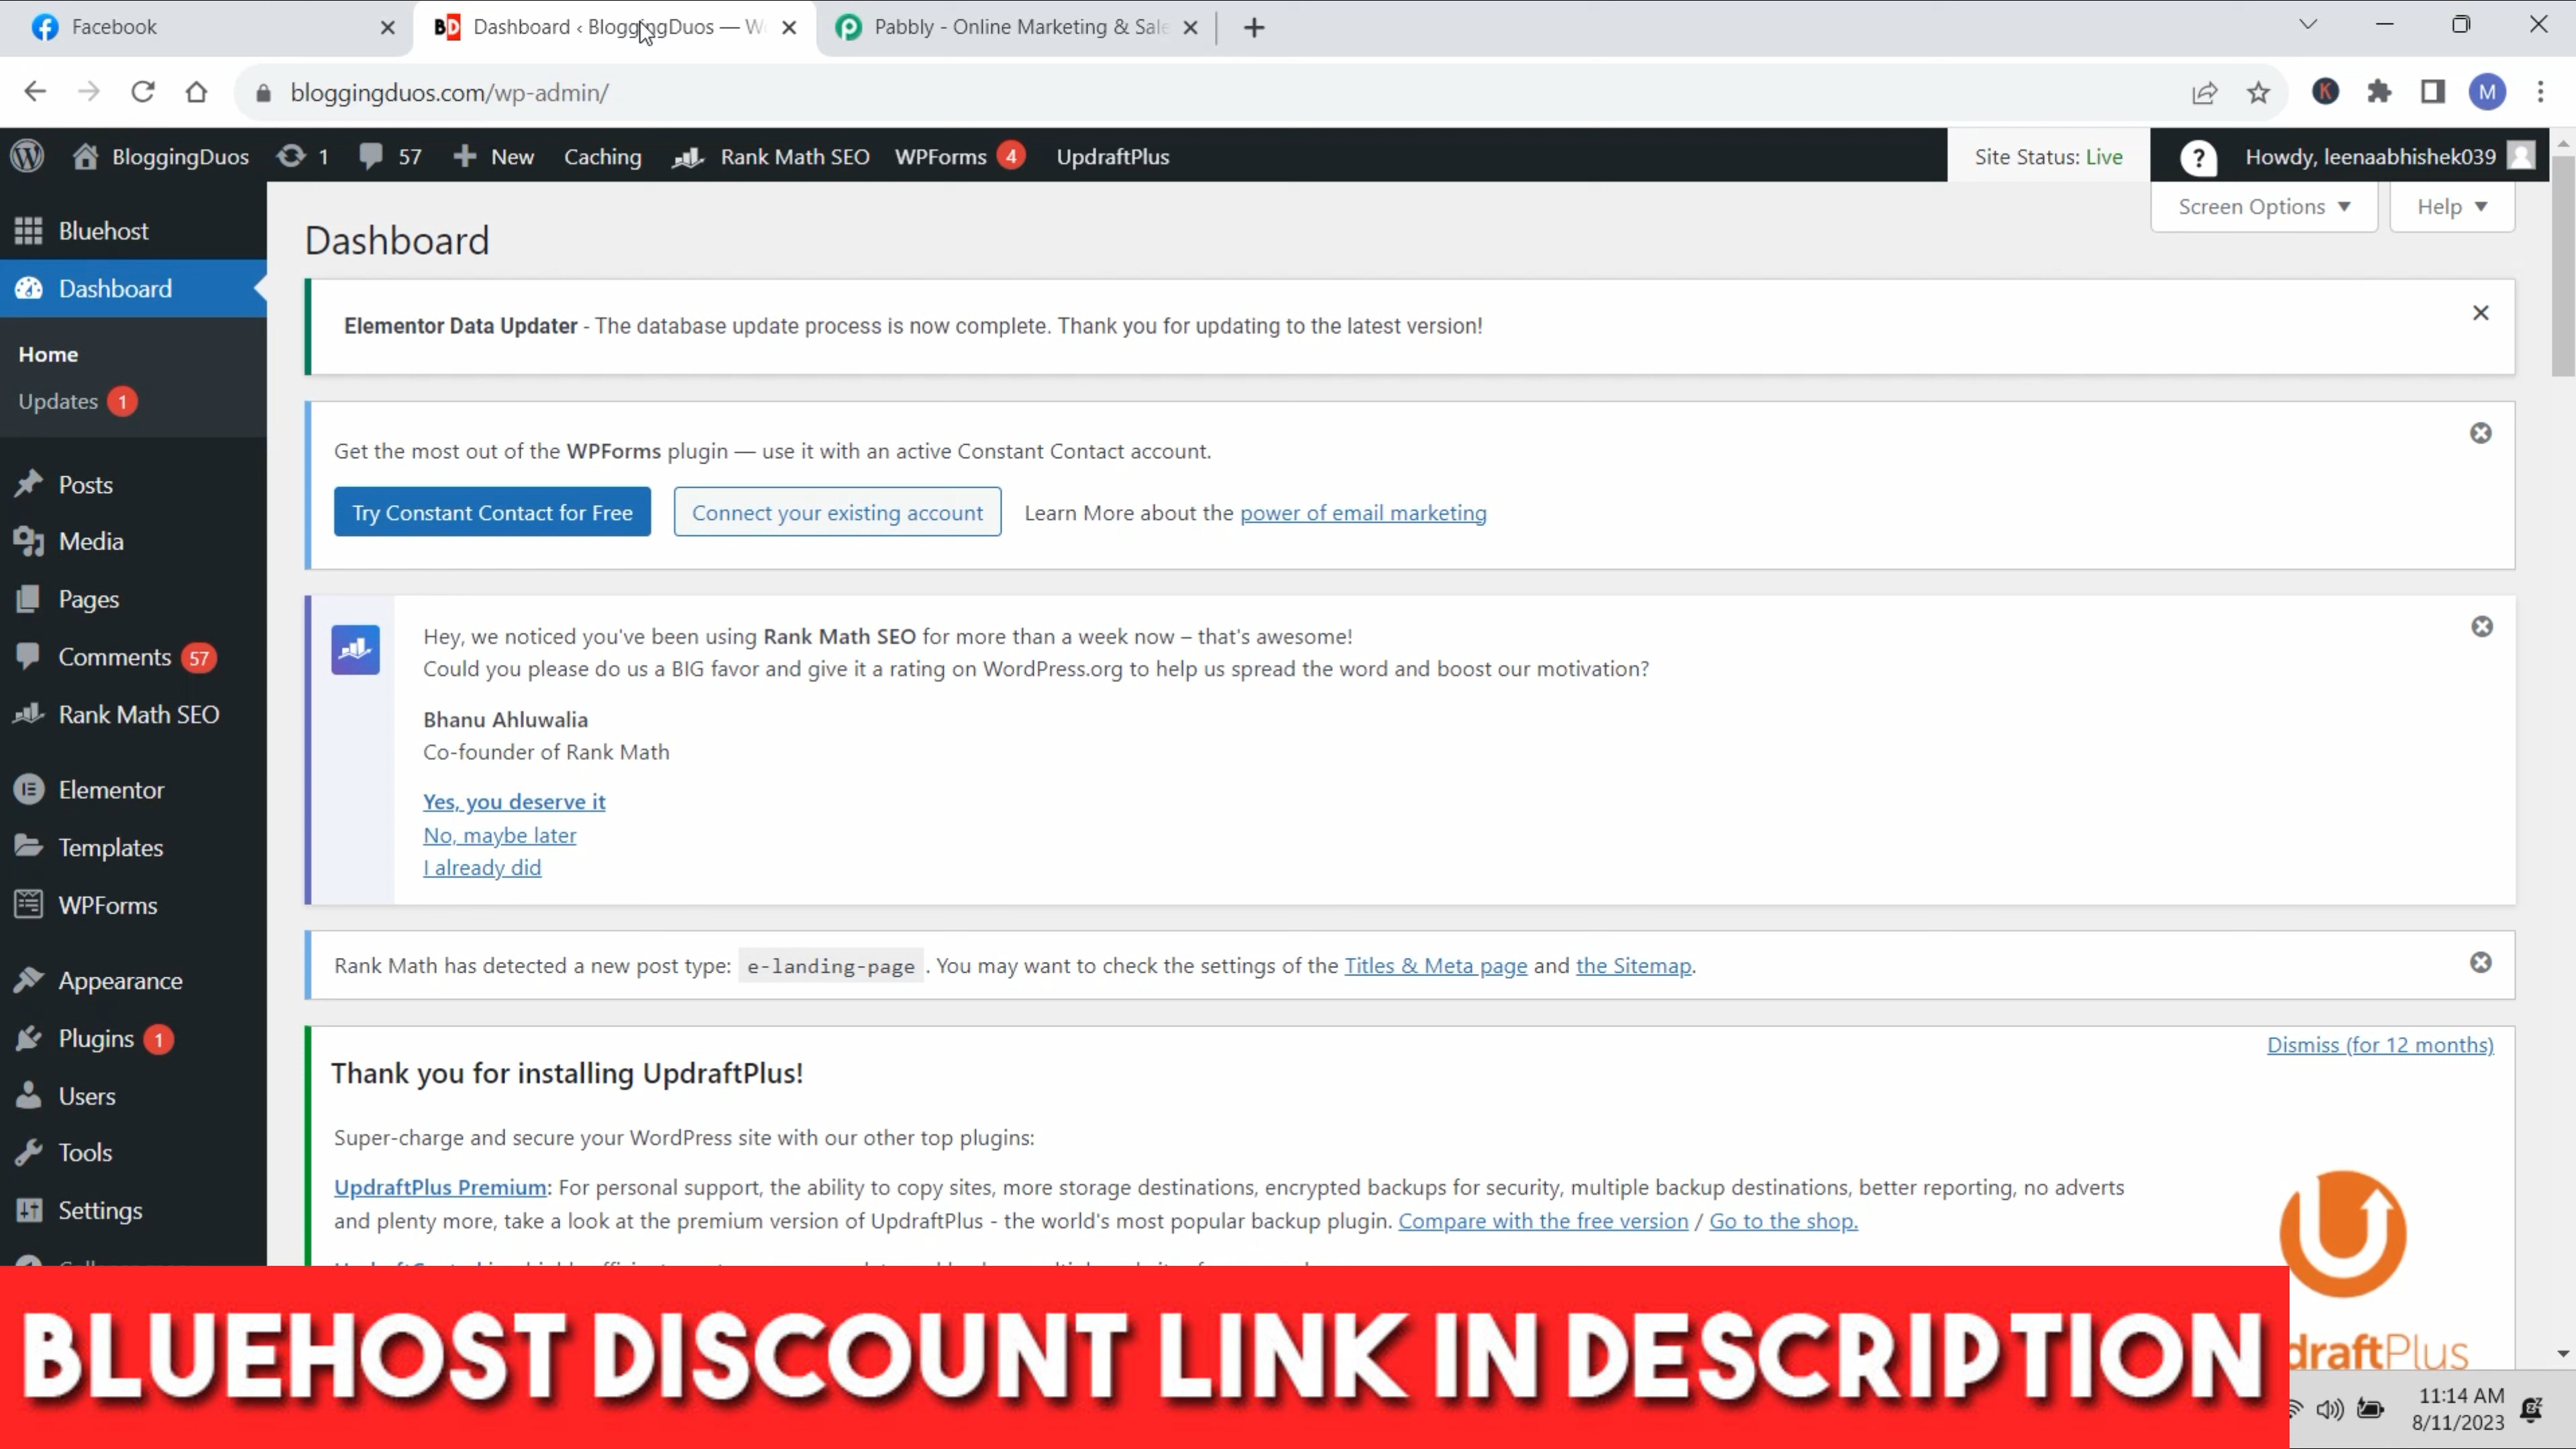 Facebook
Dashboard ‹ BloggingDuos — W
Pabbly - Online Marketing & Sale
bloggingduos.com/wp-admin/
M
BloggingDuos
1
57
New
Caching
Rank Math SEO
WPForms 4
UpdraftPlus
Site Status: Live
Howdy, leenaabhishek039
Screen Options
Help
Bluehost
Dashboard
Home
Updates 1
Posts
Media
Pages
Comments 57
Rank Math SEO
Elementor
Templates
WPForms
Appearance
Plugins 1
Users
Tools
Settings
Dashboard
Elementor Data Updater - The database update process is now complete. Thank you for updating to the latest version!
Get the most out of the WPForms plugin — use it with an active Constant Contact account.
Try Constant Contact for Free
Connect your existing account
Learn More about the power of email marketing
Hey, we noticed you've been using Rank Math SEO for more than a week now – that's awesome!
Could you please do us a BIG favor and give it a rating on WordPress.org to help us spread the word and boost our motivation?
Bhanu Ahluwalia
Co-founder of Rank Math
Yes, you deserve it
No, maybe later
I already did
Rank Math has detected a new post type: e-landing-page . You may want to check the settings of the Titles & Meta page and the Sitemap.
Dismiss (for 12 months)
Thank you for installing UpdraftPlus!
Super-charge and secure your WordPress site with our other top plugins:
UpdraftPlus Premium: For personal support, the ability to copy sites, more storage destinations, encrypted backups for security, multiple backup destinations, better reporting, no adverts
and plenty more, take a look at the premium version of UpdraftPlus - the world's most popular backup plugin. Compare with the free version / Go to the shop.
draftPlus
BLUEHOST DISCOUNT LINK IN DESCRIPTION
11:14 AM
8/11/2023